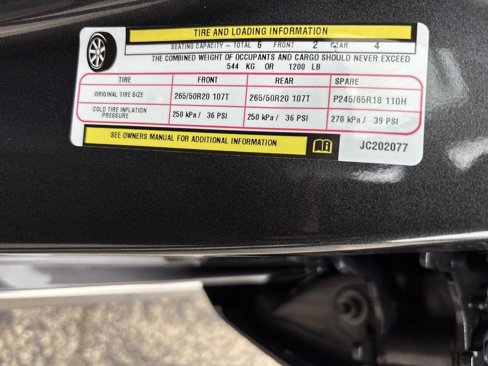 TIRE AND LOADING INFORMATION
SEATING CAPACITY - TOTAL 6 FRONT 2 REAR 4
THE COMBINED WEIGHT OF OCCUPANTS AND CARGO SHOULD NEVER EXCEED
544 KG OR 1200 LB
TIRE FRONT REAR SPARE
ORIGINAL TIRE SIZE 265/50R20 107T 265/50R20 107T P245/65R18 110H
COLD TIRE INFLATION
PRESSURE 250 kPa / 36 PSI 250 kPa / 36 PSI 270 kPa / 39 PSI
SEE OWNERS MANUAL FOR ADDITIONAL INFORMATION
JC202077